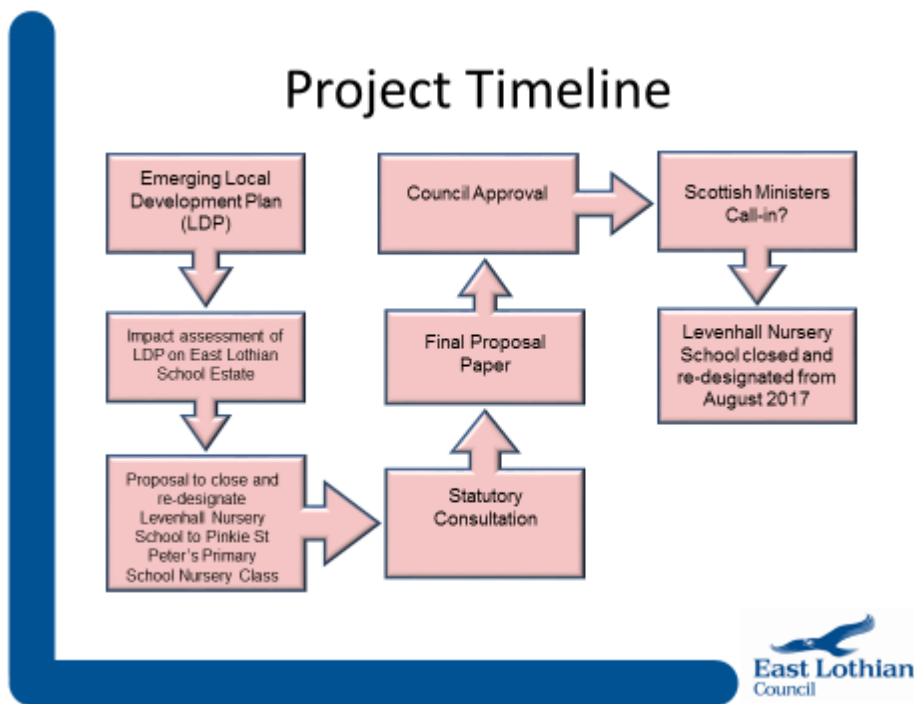 Project Timeline
Emerging Local
Development Plan
(LDP)
Impact assessment of
LDP on East Lothian
School Estate
Proposal to close and
re-designate
Levenhall Nursery
School to Pinkie St
Peter's Primary
School Nursery Class
Statutory
Consultation
Final Proposal
Paper
Council Approval
Scottish Ministers
Call-in?
Levenhall Nursery
School closed and
re-designated from
August 2017
East Lothian
Council